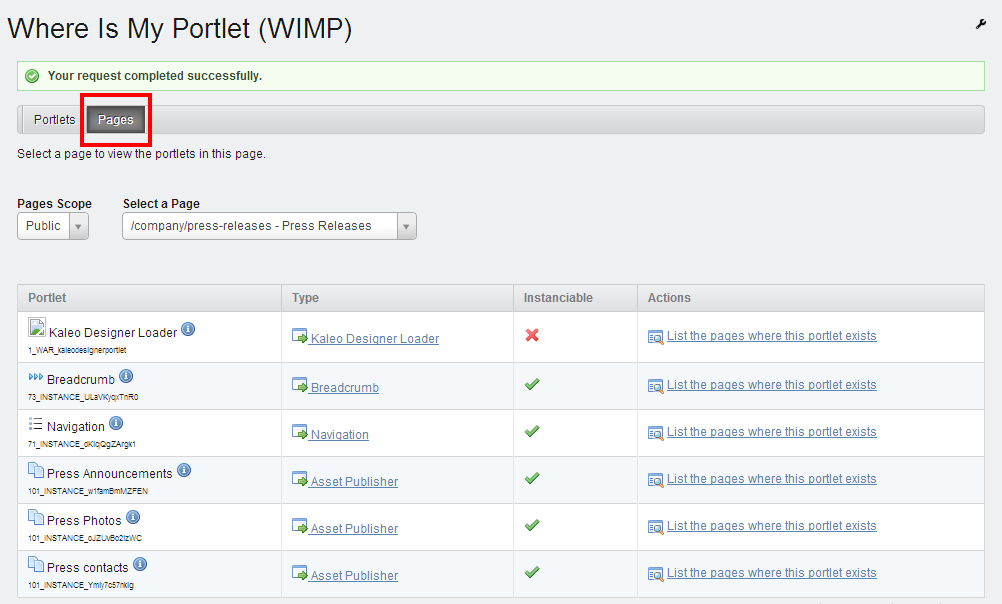 Where Is My Portlet (WIMP)
Your request completed successfully.
Portlets Pages
Select a page to view the portlets in this page.
Pages Scope Select a Page
Public /company/press-releases - Press Releases
Portlet Type Instanciable Actions
Kaleo Designer Loader Kaleo Designer Loader List the pages where this portlet exists
1_WAR_kaleodesignerportlet
Breadcrumb Breadcrumb List the pages where this portlet exists
73_INSTANCE_ULaVKyqxTnR0
Navigation Navigation List the pages where this portlet exists
71_INSTANCE_dKIqQgZArgk1
Press Announcements Asset Publisher List the pages where this portlet exists
101_INSTANCE_w1famBmMZFEN
Press Photos Asset Publisher List the pages where this portlet exists
Press contacts Asset Publisher List the pages where this portlet exists